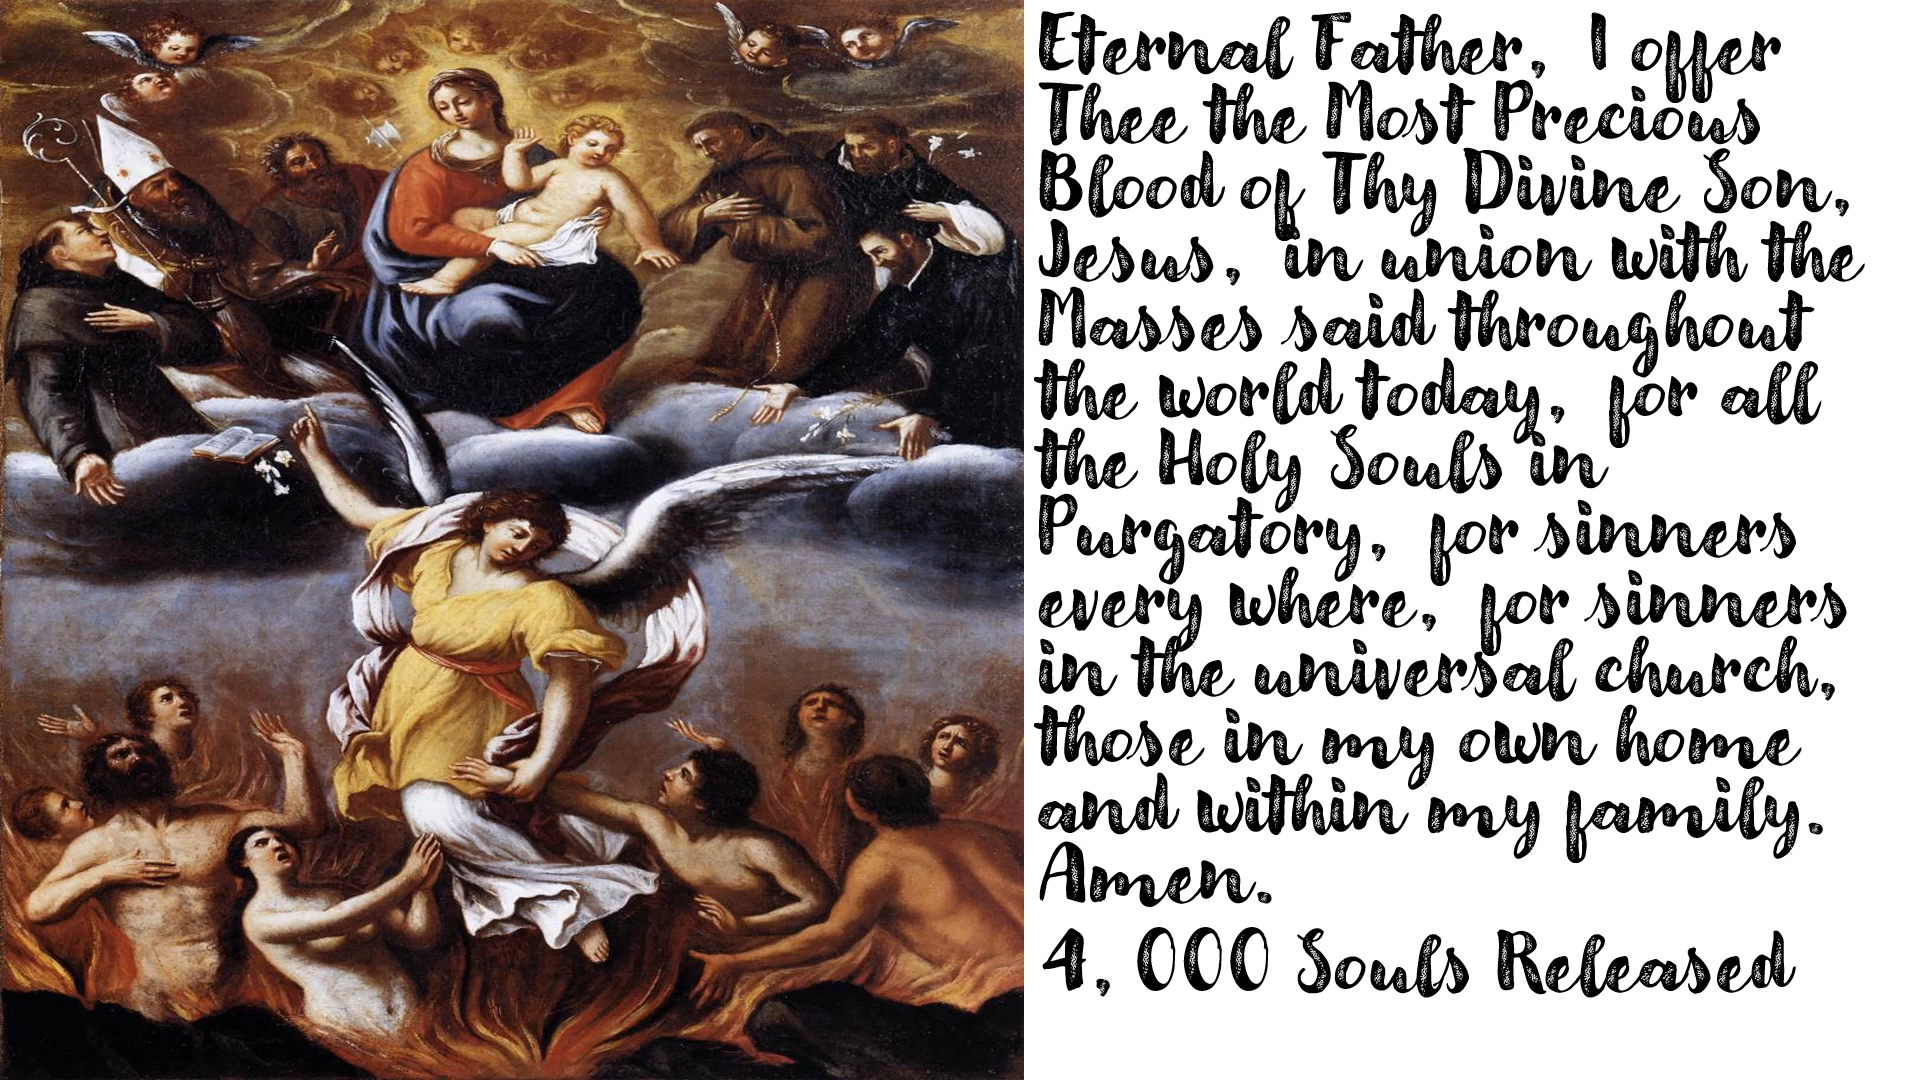 Eternal Father, I offer
Thee the Most Precious
Blood of Thy Divine Son,
Jesus, in union with the
Masses said throughout
the world today, for all
the Holy Souls in
Purgatory, for sinners
every where, for sinners
in the universal church,
those in my own home
and within my family.
Amen.
4, 000 Souls Released